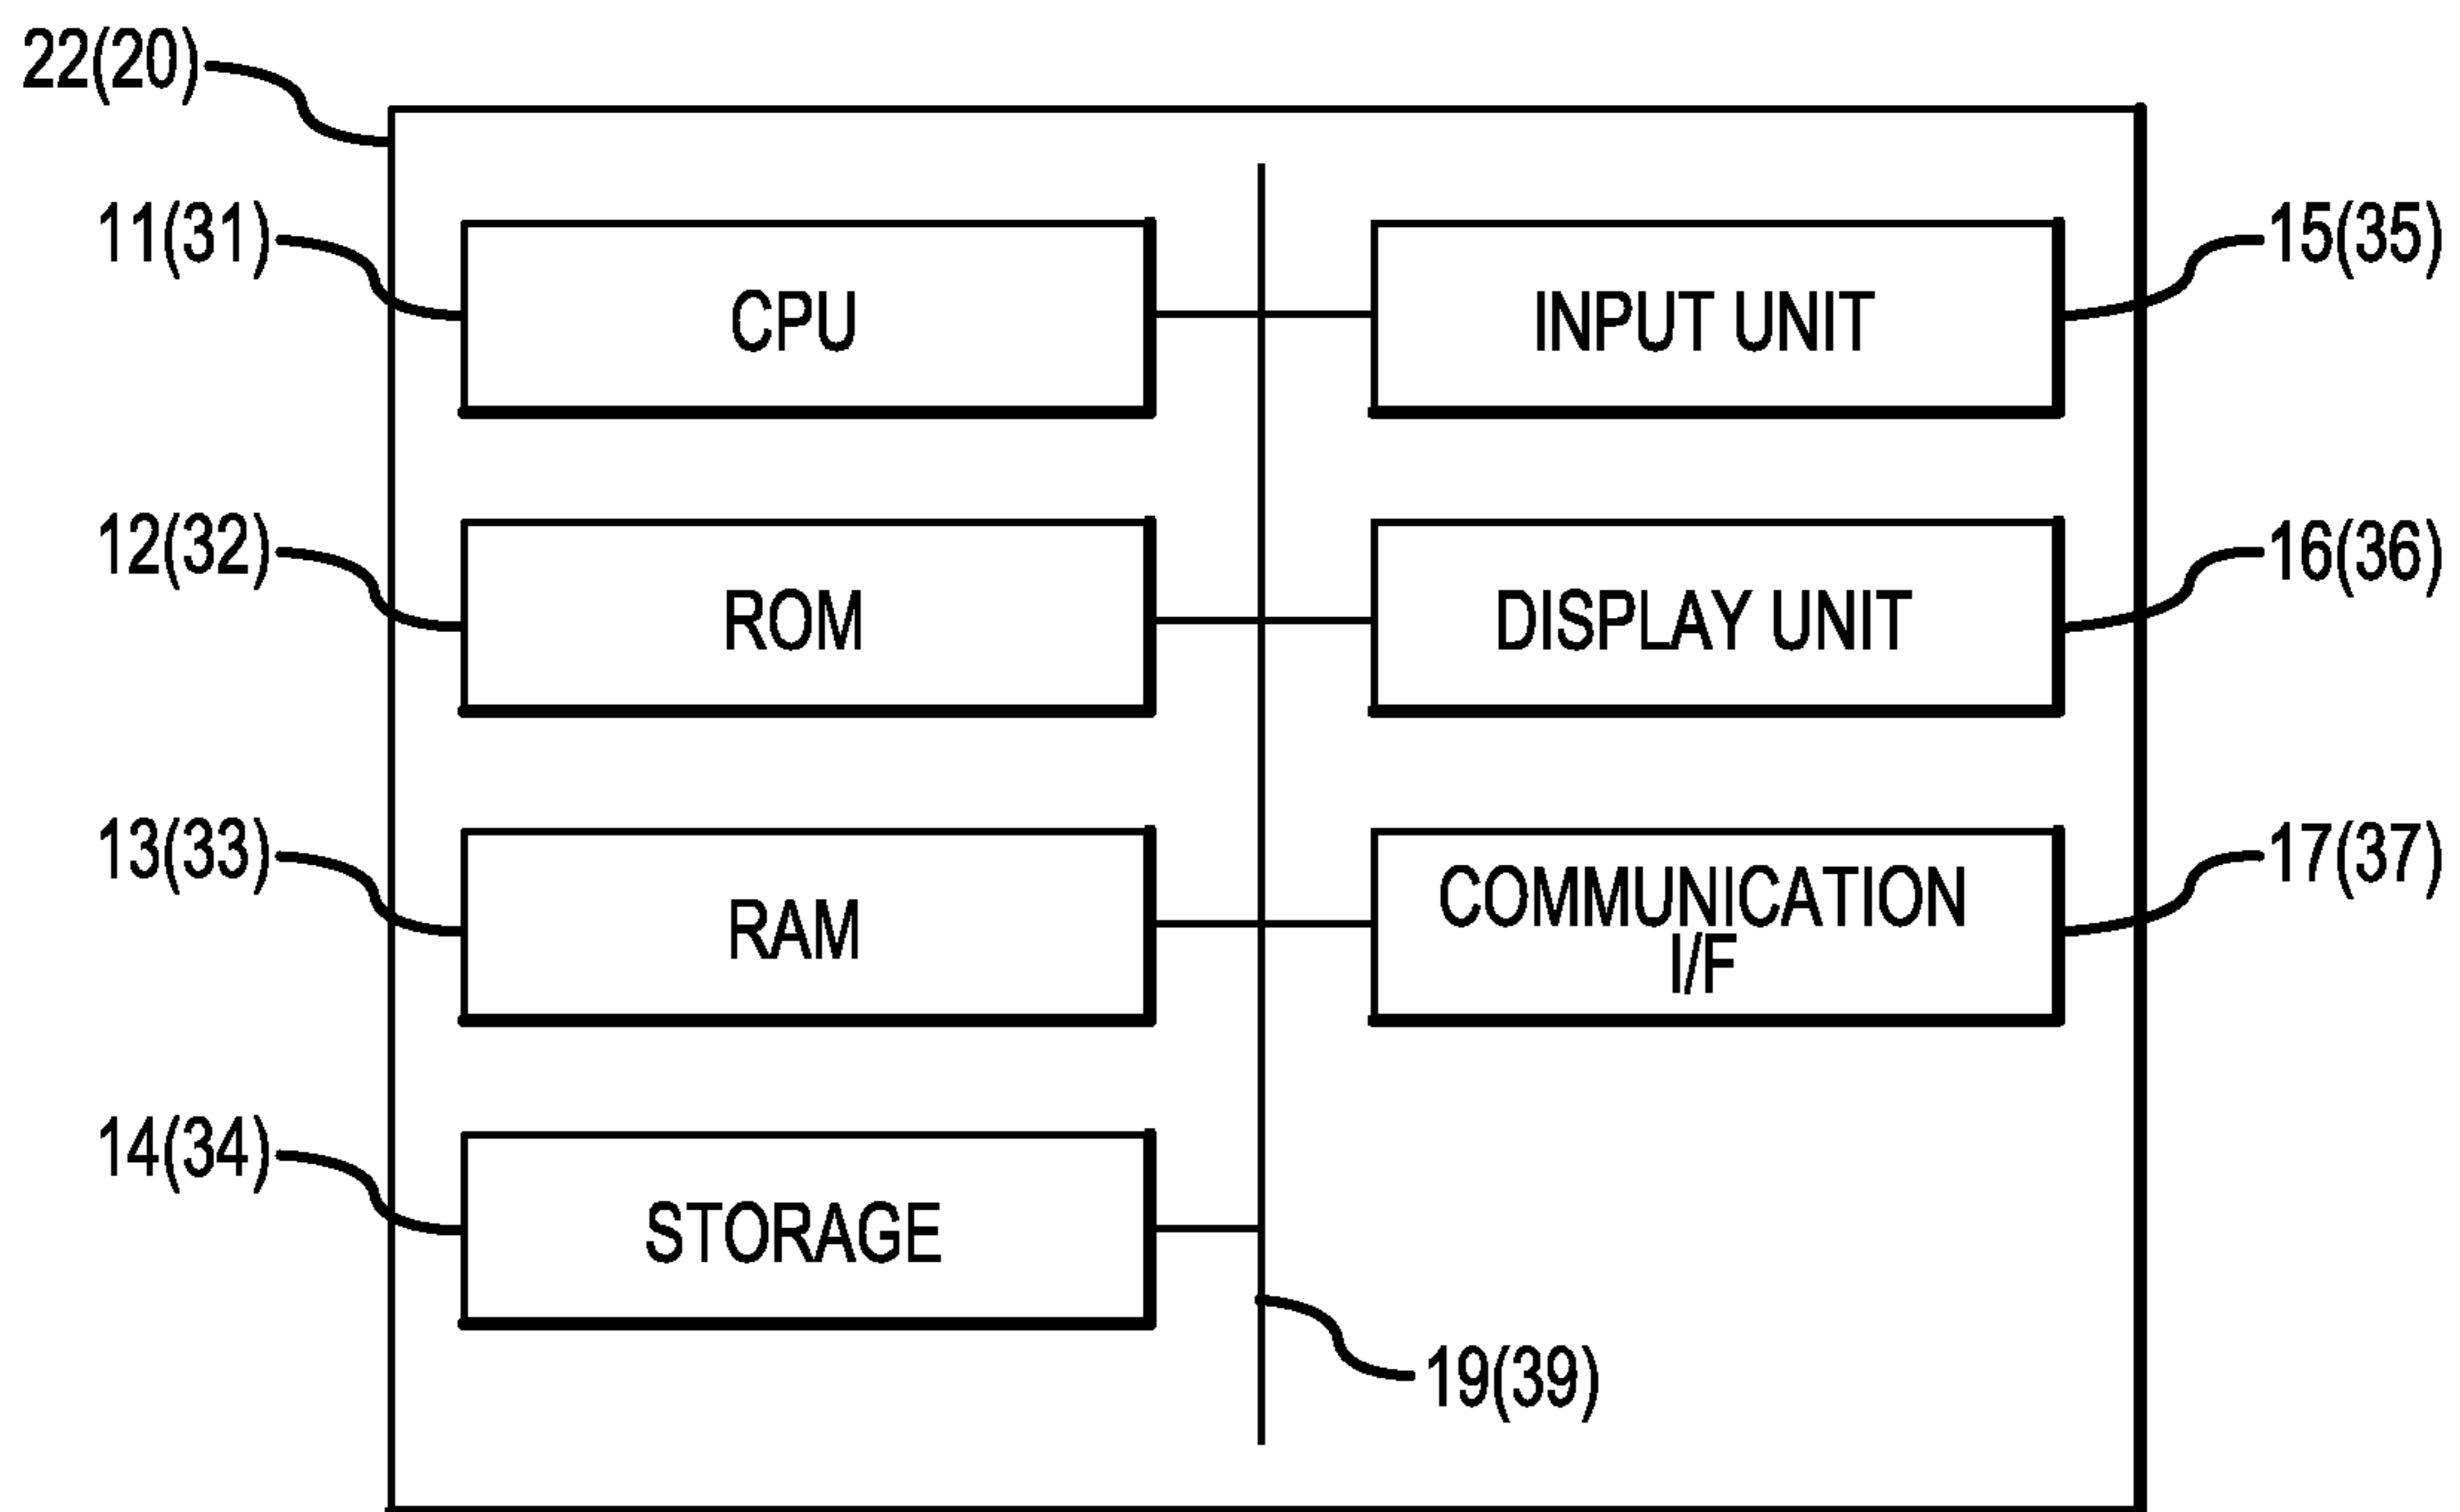 22(20)
11(31)
CPU
INPUT UNIT
15(35)
12(32)
ROM
DISPLAY UNIT
16(36)
13(33)
RAM
COMMUNICATION
I/F
17(37)
14(34)
STORAGE
19(39)